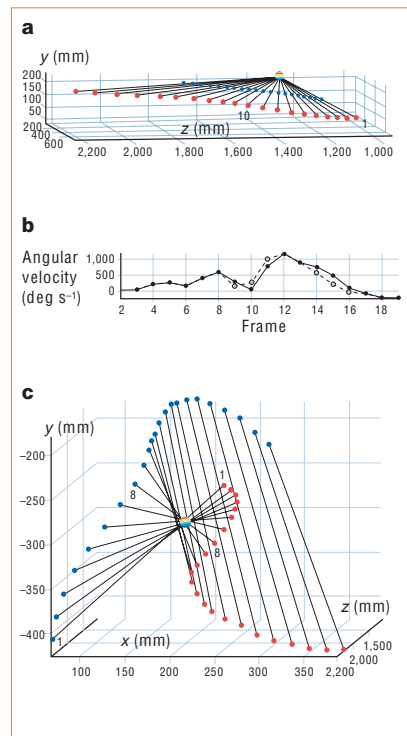 a
y (mm)
200
150
100
50
200
400
600
10
1
z (mm)
2,200 2,000 1,800 1,600 1,400 1,000
b
Angular
velocity
(deg s⁻¹)
1,000
500
0
2 4 6 8 10 12 14 16 18
Frame
c
y (mm)
–200
–250
–300
–350
–400
8
1
8
1
x (mm)
z (mm)
1,500
2,000
2,200
100 150 200 250 300 350